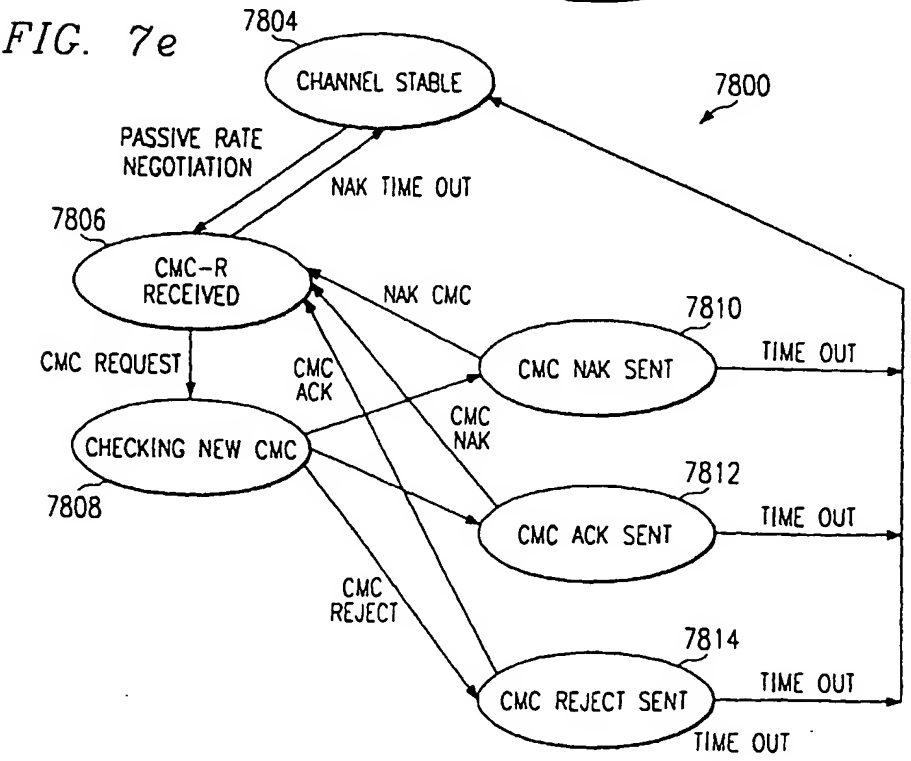 FIG. 7e
7804
CHANNEL STABLE
7800
PASSIVE RATE
NEGOTIATION
NAK TIME OUT
7806
CMC-R
RECEIVED
NAK CMC
7810
CMC REQUEST
CMC
ACK
CMC NAK SENT
TIME OUT
CMC
NAK
CHECKING NEW CMC
7808
7812
CMC ACK SENT
TIME OUT
CMC
REJECT
7814
CMC REJECT SENT
TIME OUT
TIME OUT